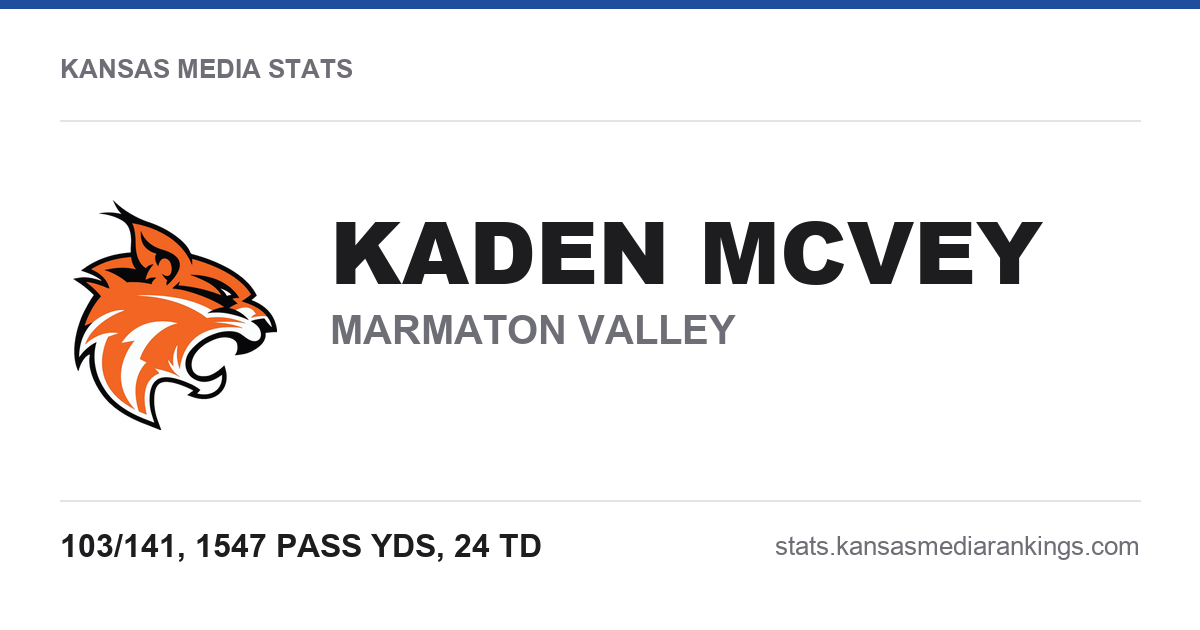 KANSAS MEDIA STATS
KADEN MCVEY
MARMATON VALLEY
103/141, 1547 PASS YDS, 24 TD
stats.kansasmediarankings.com